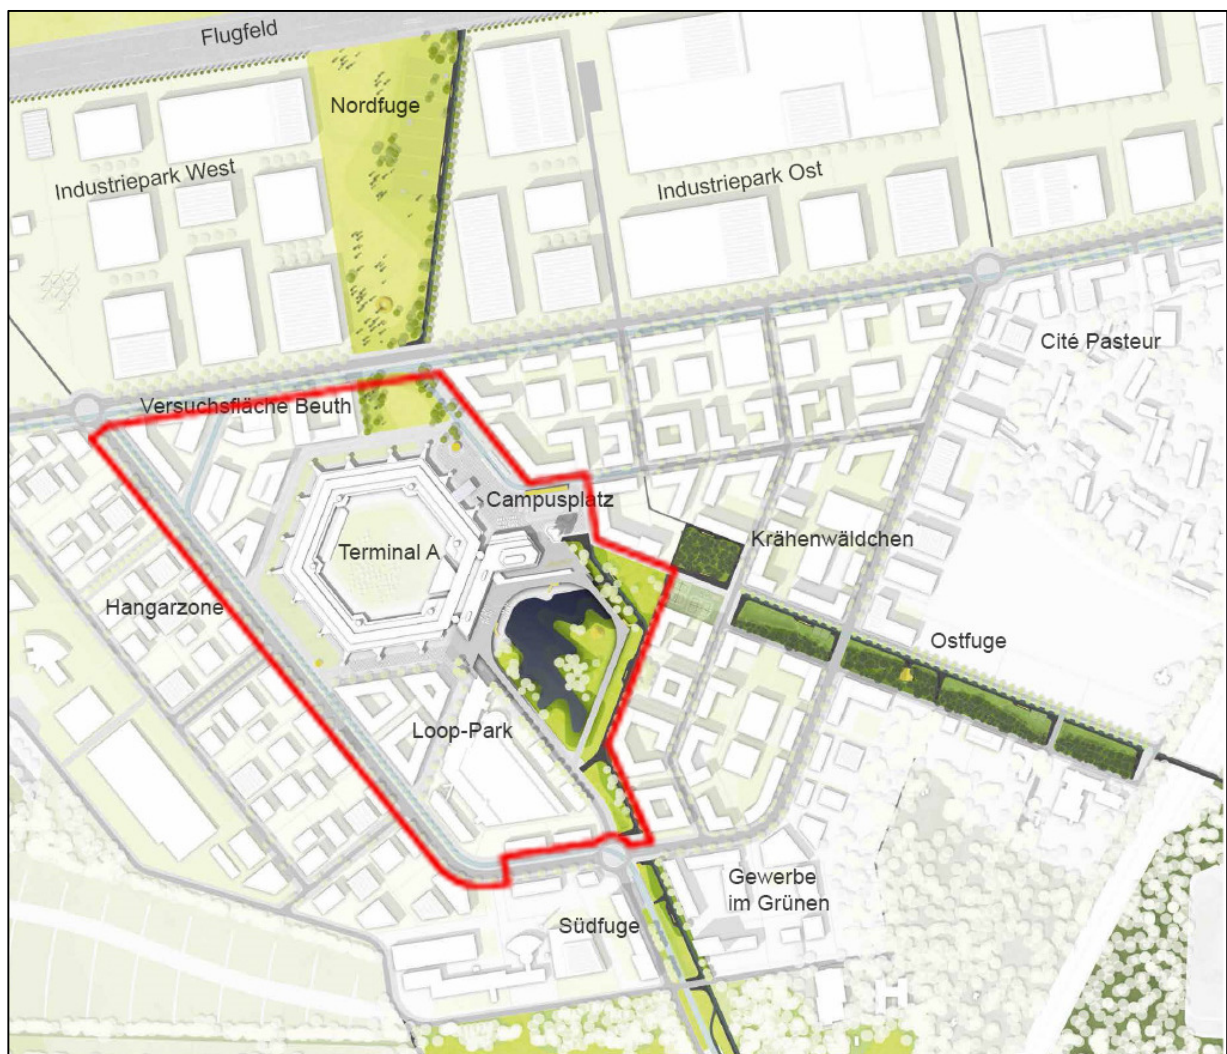 Flugfeld
Nordfuge
Industriepark West
Industriepark Ost
Cité Pasteur
Versuchsfläche Beuth
Campusplatz
Terminal A
Krähenwäldchen
Hangarzone
Ostfuge
Loop-Park
Gewerbe
im Grünen
Südfuge